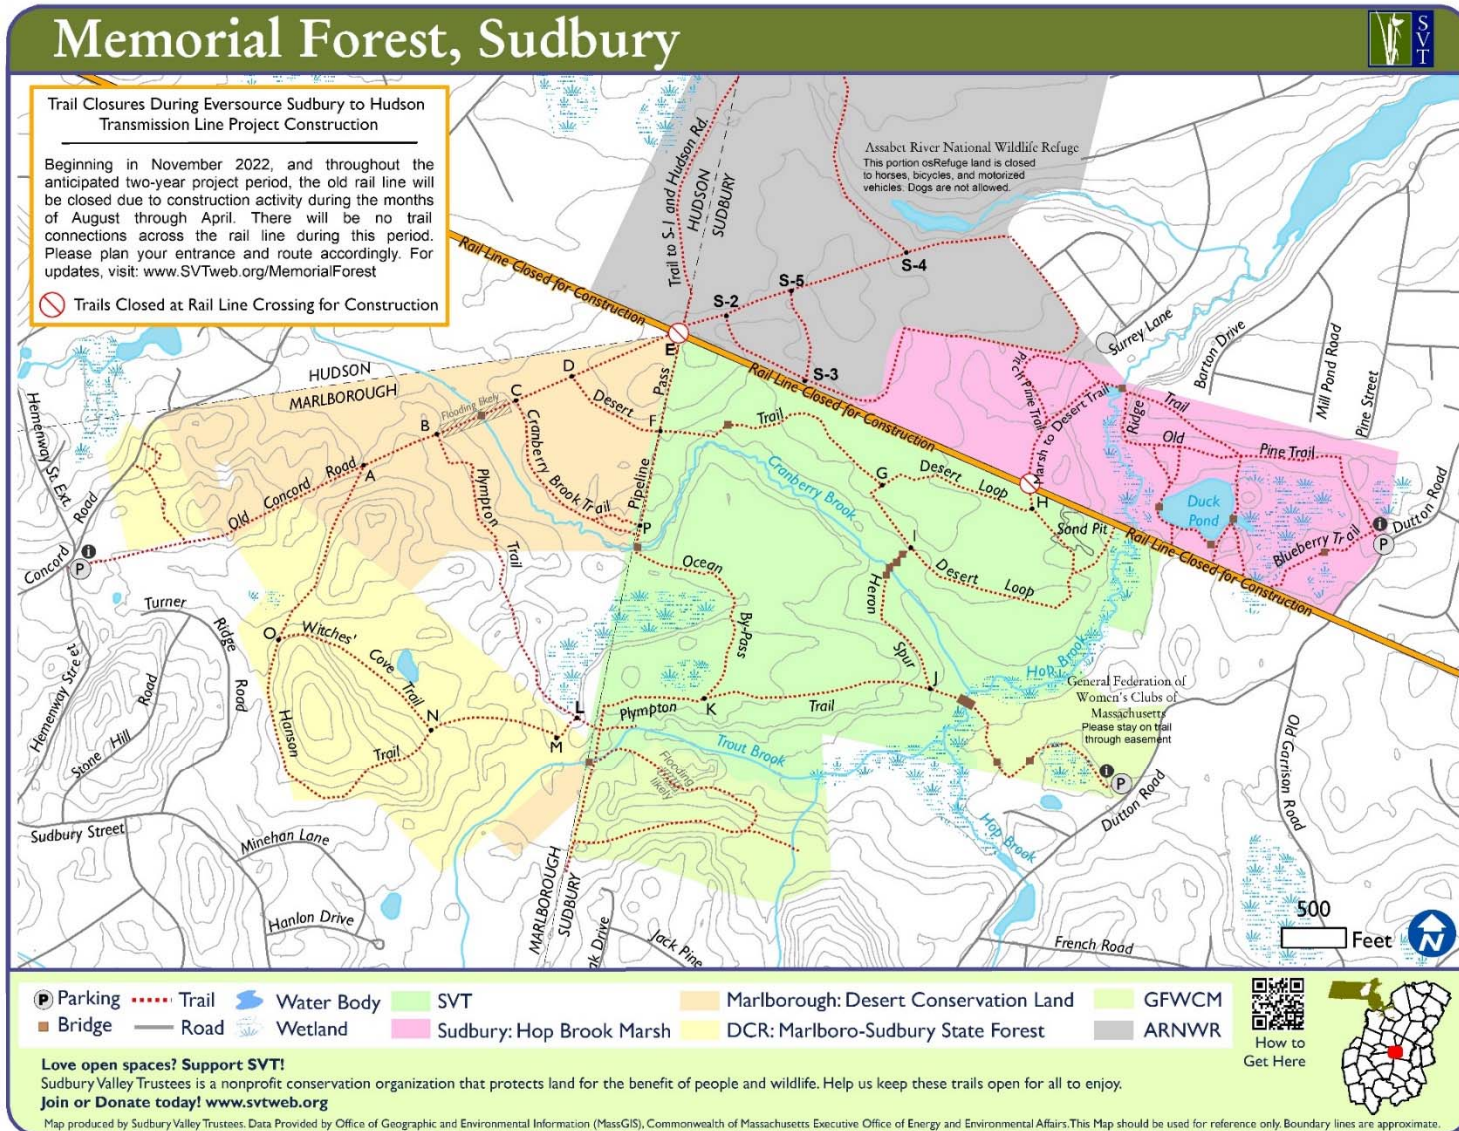 Memorial Forest, Sudbury
SVT
Trail Closures During Eversource Sudbury to Hudson
Transmission Line Project Construction
Beginning in November 2022, and throughout the
anticipated two-year project period, the old rail line will
be closed due to construction activity during the months
of August through April. There will be no trail
connections across the rail line during this period.
Please plan your entrance and route accordingly. For
updates, visit: www.SVTweb.org/MemorialForest
Trails Closed at Rail Line Crossing for Construction
Trail to S-1 and Hudson Rd.
HUDSON
SUDBURY
Assabet River National Wildlife Refuge
This portion osRefuge land is closed
to horses, bicycles, and motorized
vehicles. Dogs are not allowed.
Rail Line Closed for Construction
S-4
S-5
S-2
S-3
E
Surrey Lane
Barton Drive
Mill Pond Road
Pine Street
HUDSON
MARLBOROUGH
Hemenway St. Ext.
D
C
B
A
Flooding likely
Desert
Pass
F
Trail
Rail Line Closed for Construction
Pitch Pine Trail
Marsh to Desert Trail
Ridge
Trail
Old
Pine Trail
Old Concord Road
Plympton
Trail
Cranberry Brook Trail
Pipeline
P
Cranberry Brook
G
Desert
Loop
H
Sand Pit
Duck
Pond
Blueberry Trail
Dutton Road
i
P
Rail Line Closed for Construction
Concord
Road
i
P
Ocean
By-Pass
I
Heron
Spur
Desert
Loop
Turner
Ridge
Road
O
Witches'
Cove
Trail
N
Hanson
Trail
M
L
Plympton
K
Trail
J
Hop Brook
General Federation of
Women's Clubs of
Massachusetts
Please stay on trail
through easement
Hemenway Street
Road
Stone Hill
Trout Brook
Flooding
likely
i
P
Dutton Road
Old Garrison Road
Hop Brook
Sudbury Street
Minehan Lane
Hanlon Drive
MARLBOROUGH
SUDBURY
ak Drive
Jack Pine
French Road
500
Feet
N
P Parking
Trail
Water Body
SVT
Marlborough: Desert Conservation Land
GFWCM
Bridge
Road
Wetland
Sudbury: Hop Brook Marsh
DCR: Marlboro-Sudbury State Forest
ARNWR
How to
Get Here
Love open spaces? Support SVT!
Sudbury Valley Trustees is a nonprofit conservation organization that protects land for the benefit of people and wildlife. Help us keep these trails open for all to enjoy.
Join or Donate today! www.svtweb.org
Map produced by Sudbury Valley Trustees. Data Provided by Office of Geographic and Environmental Information (MassGIS), Commonwealth of Massachusetts Executive Office of Energy and Environmental Affairs. This Map should be used for reference only. Boundary lines are approximate.